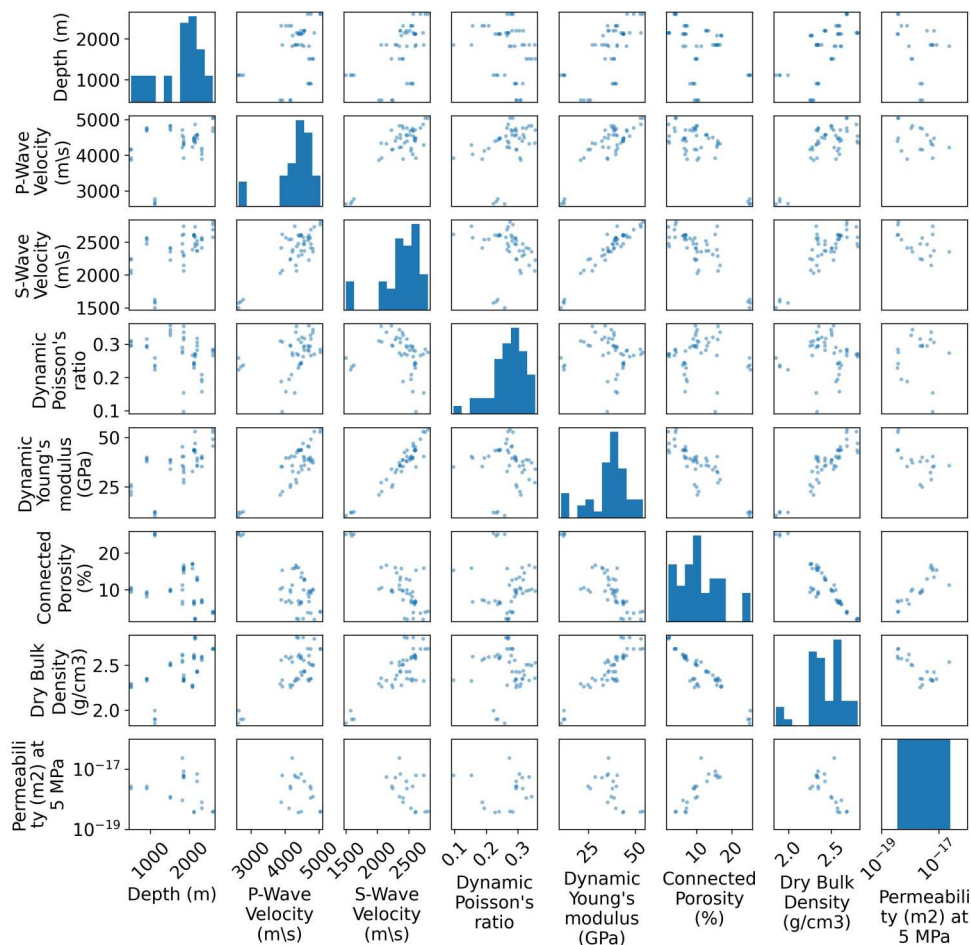 Depth (m)
2000
1000
P-Wave
Velocity
(m\s)
5000
4000
3000
S-Wave
Velocity
(m\s)
2500
2000
1500
Dynamic
Poisson's
ratio
0.3
0.2
0.1
Dynamic
Young's
modulus
(GPa)
50
25
Connected
Porosity
(%)
20
10
Dry Bulk
Density
(g/cm3)
2.5
2.0
Permeabili
ty (m2) at
5 MPa
10⁻¹⁷
10⁻¹⁹
1000
2000
3000
4000
5000
1500
2000
2500
0.1
0.2
0.3
25
50
10
20
2.0
2.5
10⁻¹⁹
10⁻¹⁷
Depth (m)
P-Wave
Velocity
(m\s)
S-Wave
Velocity
(m\s)
Dynamic
Poisson's
ratio
Dynamic
Young's
modulus
(GPa)
Connected
Porosity
(%)
Dry Bulk
Density
(g/cm3)
Permeabili
ty (m2) at
5 MPa